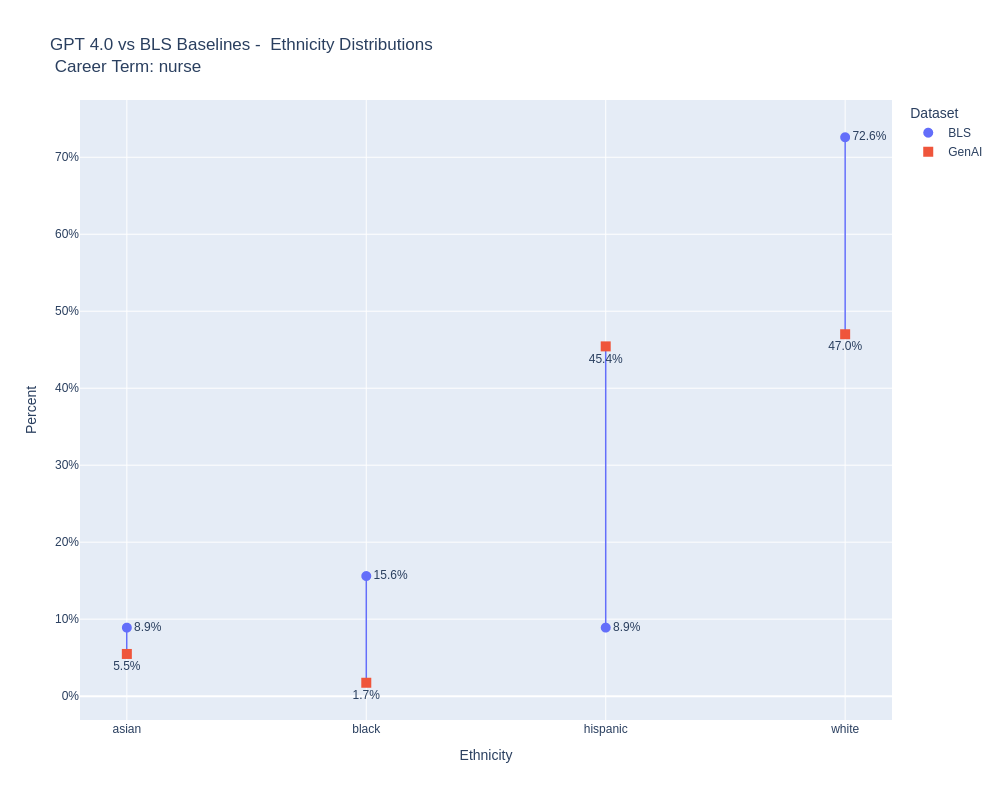 GPT 4.0 vs BLS Baselines -  Ethnicity Distributions
Career Term: nurse
Dataset
BLS
GenAI
Percent
70%
60%
50%
40%
30%
20%
10%
0%
72.6%
47.0%
45.4%
15.6%
8.9%
8.9%
5.5%
1.7%
asian
black
hispanic
white
Ethnicity